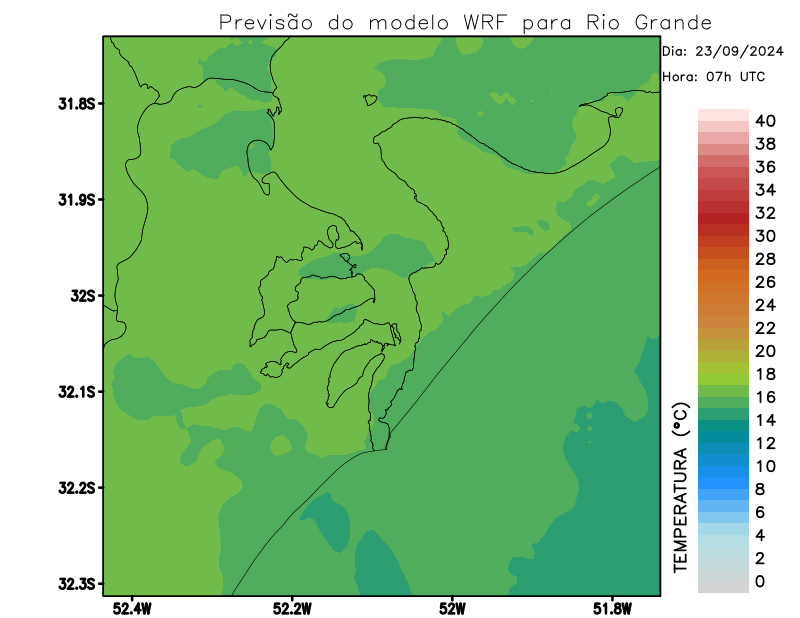 Previsão do modelo WRF para Rio Grande
Dia: 23/09/2024
Hora: 07h UTC
31.8S
31.9S
32S
32.1S
32.2S
32.3S
52.4W
52.2W
52W
51.8W
40
38
36
34
32
30
28
26
24
22
20
18
16
14
12
10
8
6
4
2
0
TEMPERATURA (°C)